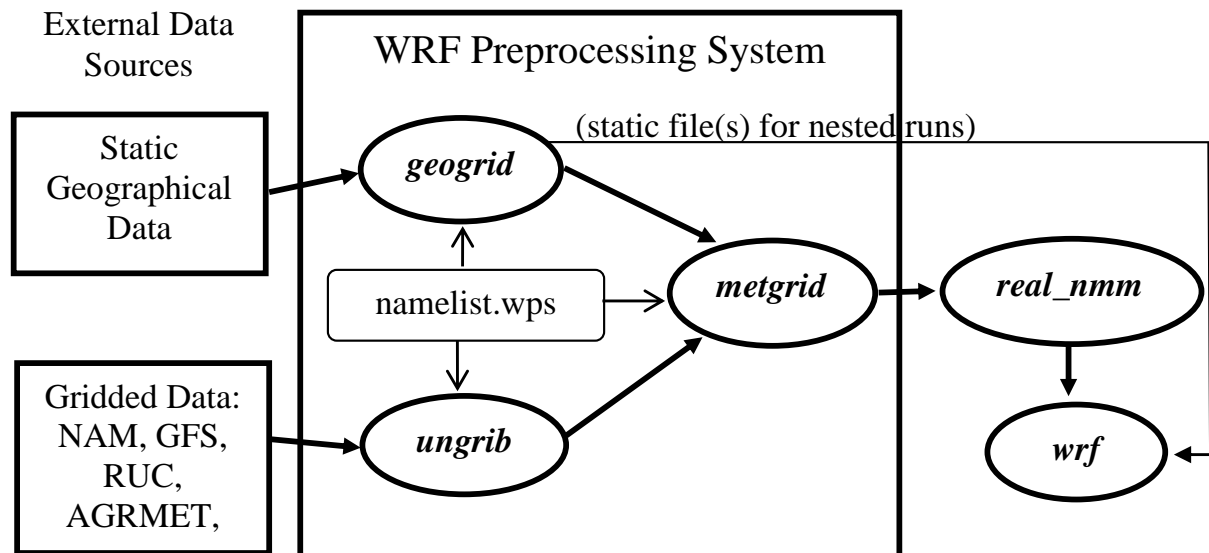 External Data
Sources
WRF Preprocessing System
Static
Geographical
Data
(static file(s) for nested runs)
geogrid
namelist.wps
metgrid
real_nmm
Gridded Data:
NAM, GFS,
RUC,
AGRMET,
ungrib
wrf